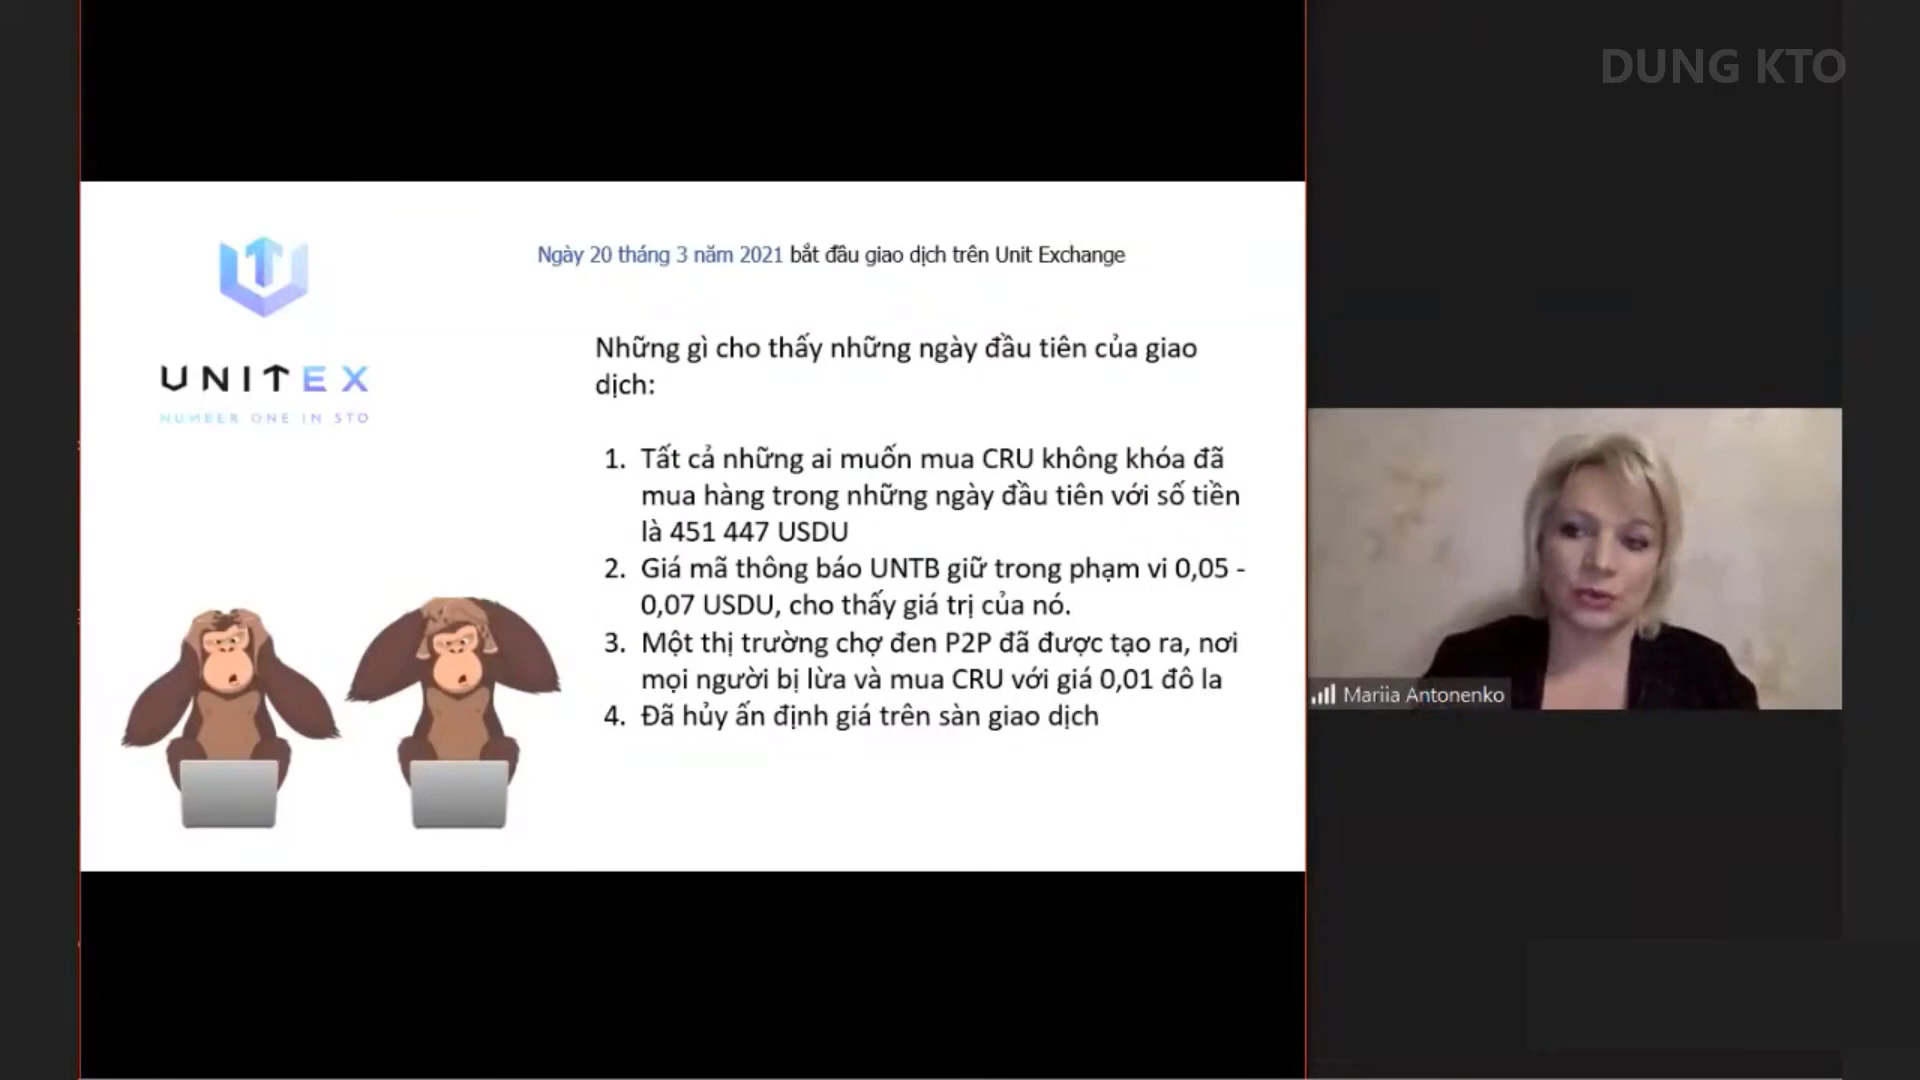 DUNG KTO
Ngày 20 tháng 3 năm 2021 bắt đầu giao dịch trên Unit Exchange
UNITEX
NUMBER ONE IN STO
Những gì cho thấy những ngày đầu tiên của giao
dịch:
1. Tất cả những ai muốn mua CRU không khóa đã
mua hàng trong những ngày đầu tiên với số tiền
là 451 447 USDU
2. Giá mã thông báo UNTB giữ trong phạm vi 0,05 -
0,07 USDU, cho thấy giá trị của nó.
3. Một thị trường chợ đen P2P đã được tạo ra, nơi
mọi người bị lừa và mua CRU với giá 0,01 đô la
4. Đã hủy ấn định giá trên sàn giao dịch
Mariia Antonenko